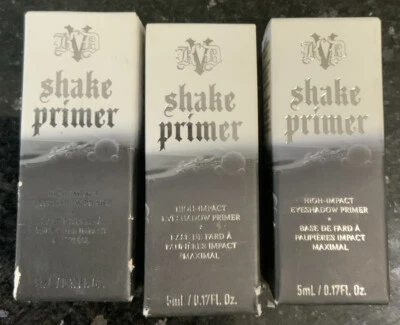 KVD
shake
primer
KVD
shake
primer
HIGH-IMPACT
EYESHADOW PRIMER
BASE DE FARD À
PAUPIÈRES IMPACT
MAXIMAL
5mL / 0.17FL. Oz.
KVD
shake
primer
HIGH-IMPACT
EYESHADOW PRIMER
BASE DE FARD À
PAUPIÈRES IMPACT
MAXIMAL
5mL / 0.17FL. Oz.